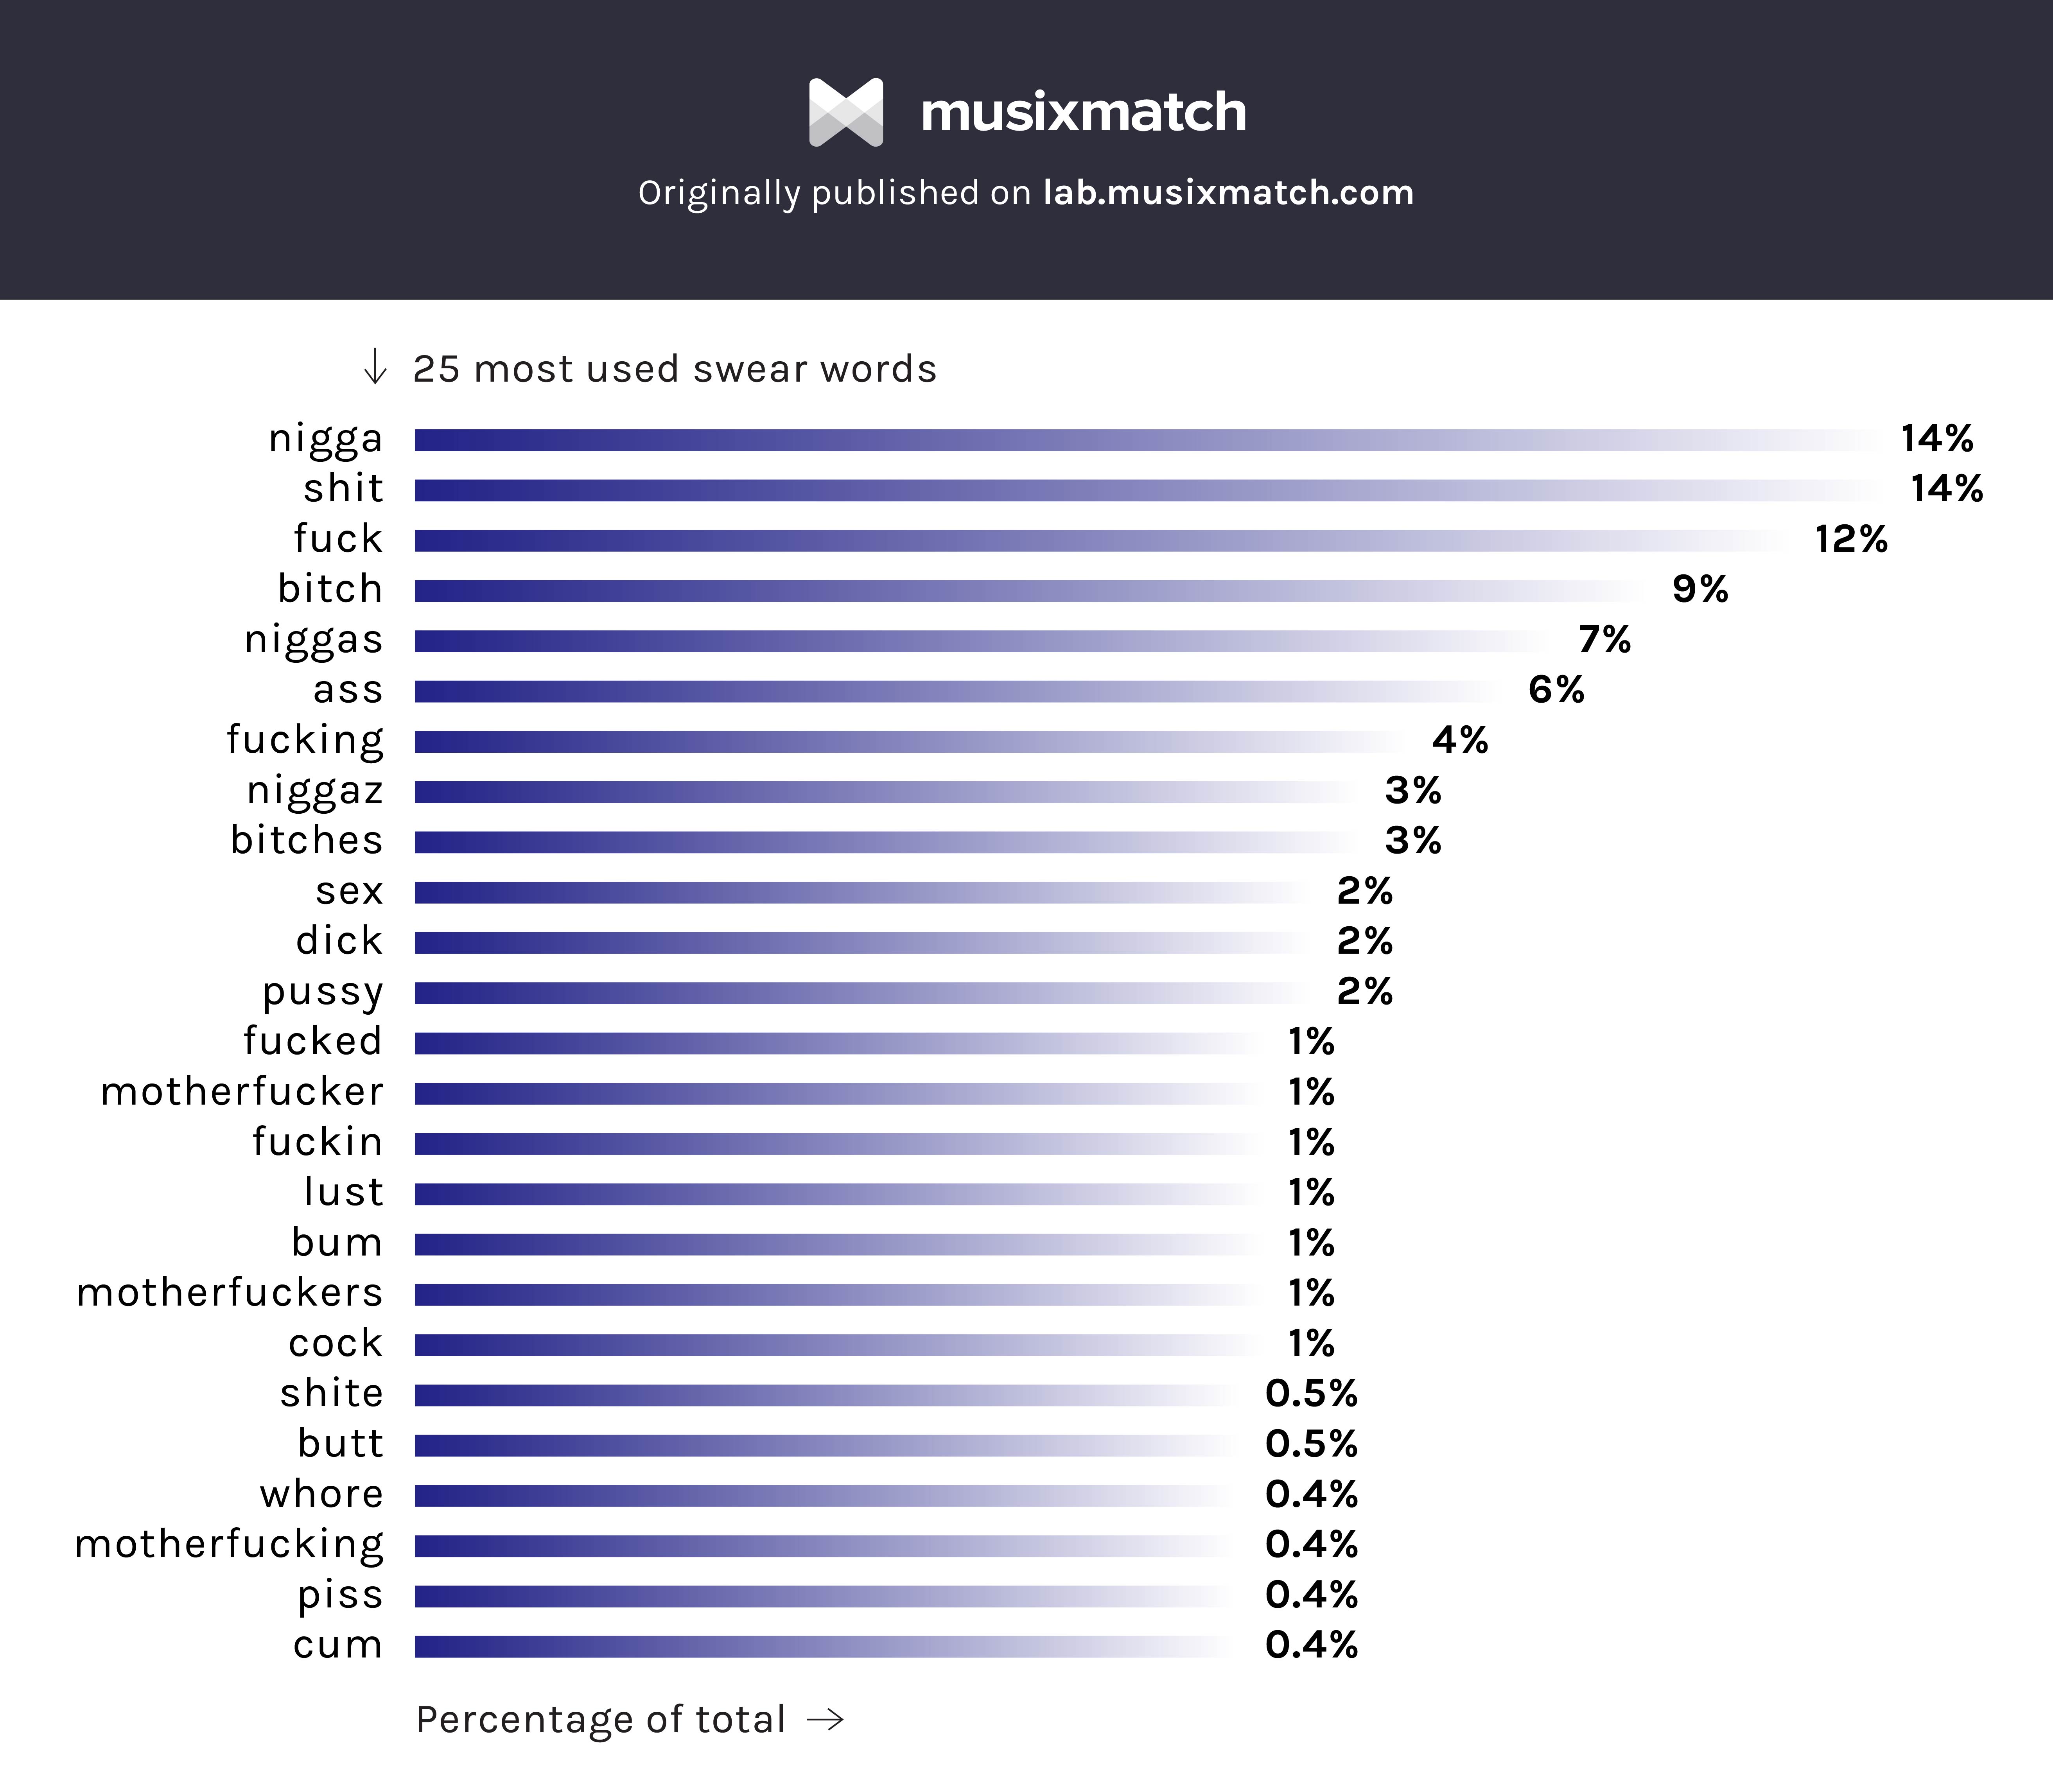 musixmatch
Originally published on lab.musixmatch.com
↓ 25 most used swear words
nigga 14%
shit 14%
fuck 12%
bitch 9%
niggas 7%
ass 6%
fucking 4%
niggaz 3%
bitches 3%
sex 2%
dick 2%
pussy 2%
fucked 1%
motherfucker 1%
fuckin 1%
lust 1%
bum 1%
motherfuckers 1%
cock 1%
shite 0.5%
butt 0.5%
whore 0.4%
motherfucking 0.4%
piss 0.4%
cum 0.4%
Percentage of total →